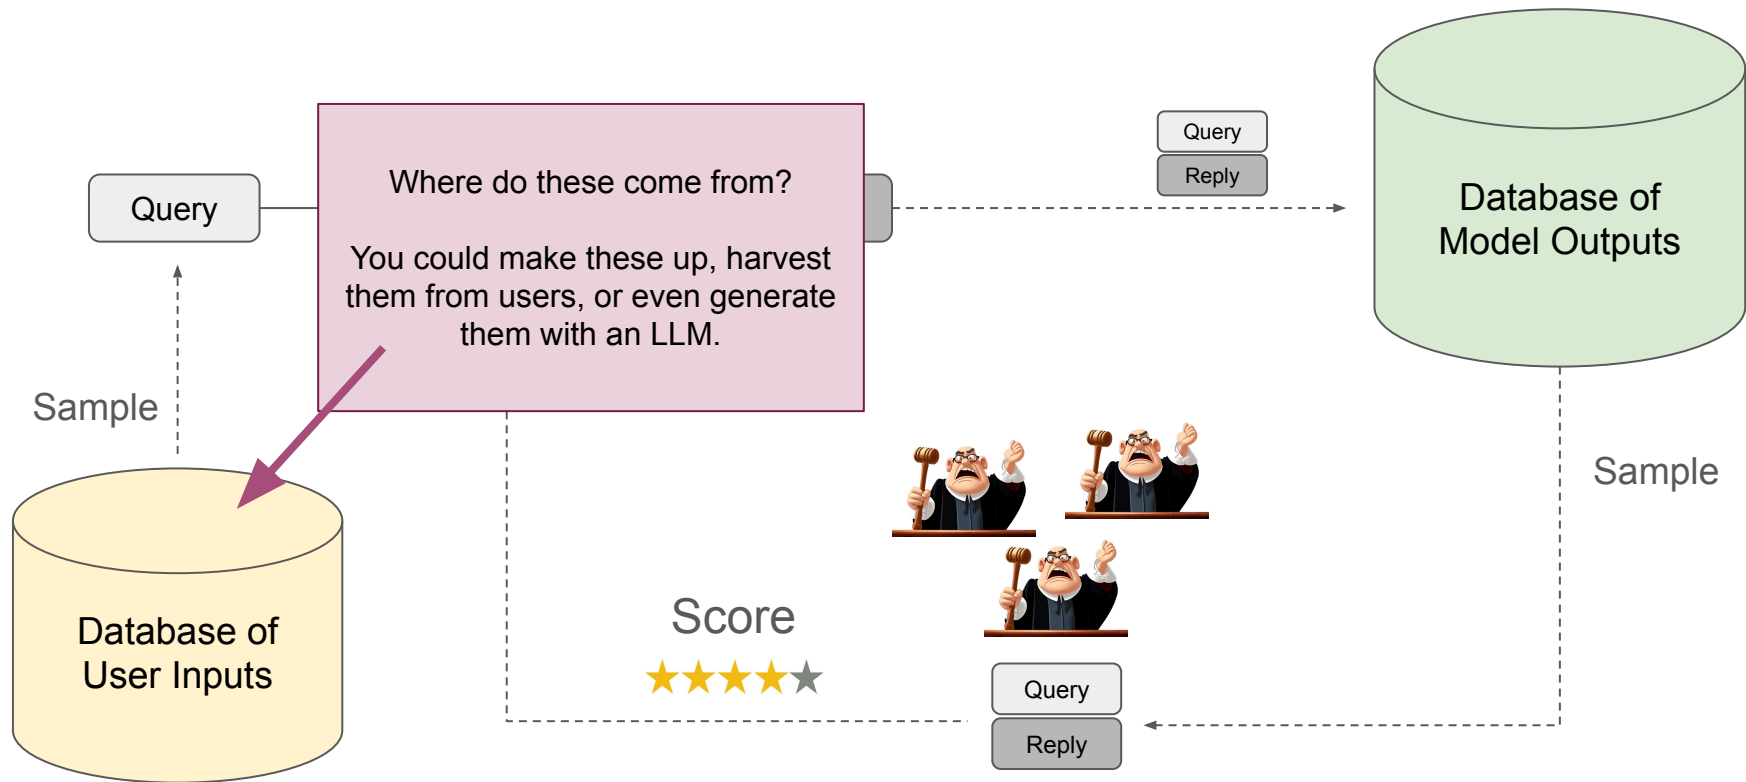 Query
Where do these come from?
You could make these up, harvest
them from users, or even generate
them with an LLM.
Query
Reply
Database of
Model Outputs
Sample
Sample
Database of
User Inputs
Score
Query
Reply